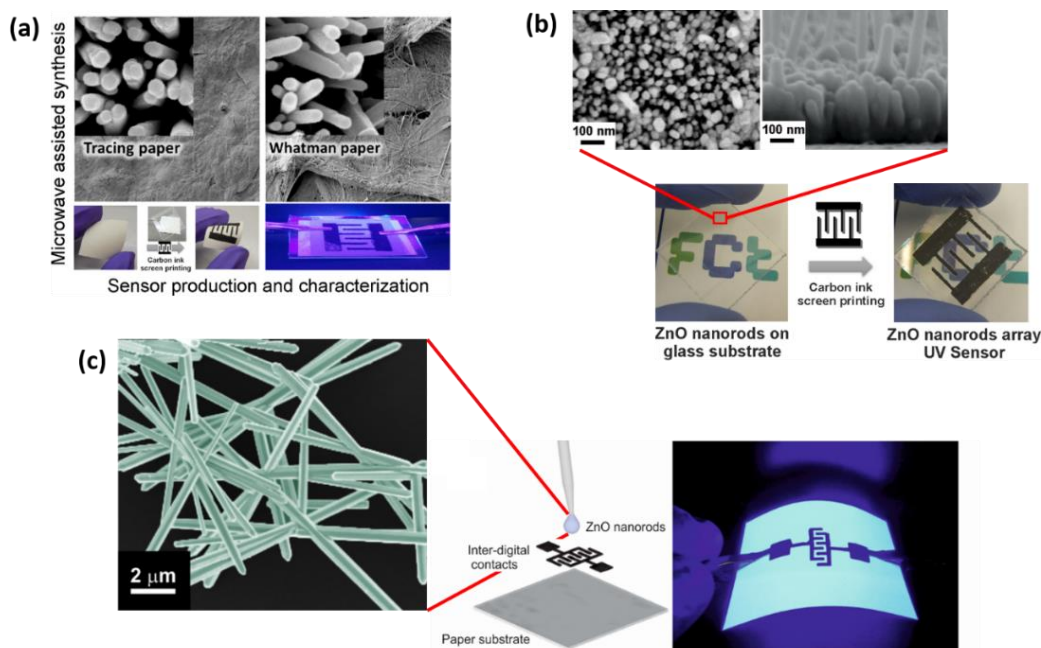 (a)
Microwave assisted synthesis
Tracing paper
Whatman paper
Carbon ink
screen printing
Sensor production and characterization
(b)
100 nm
100 nm
FCt
Carbon ink
screen printing
ZnO nanorods on
glass substrate
ZnO nanorods array
UV Sensor
(c)
2 μm
ZnO nanorods
Inter-digital
contacts
Paper substrate